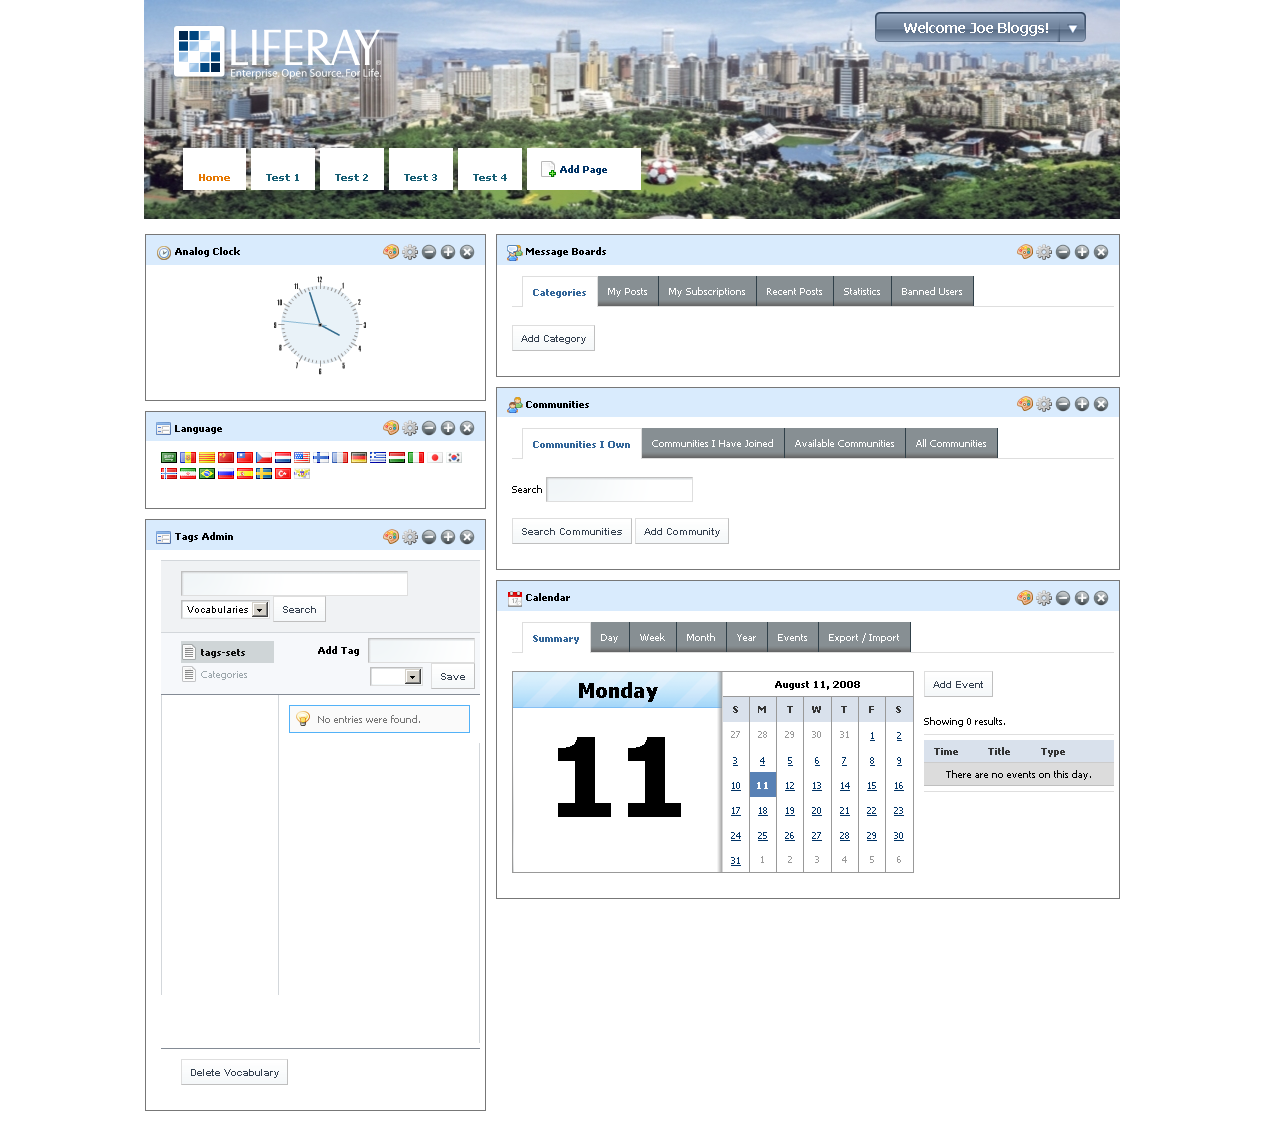 LIFERAY
Enterprise. Open Source. For Life.
Welcome Joe Bloggs!
Home
Test 1
Test 2
Test 3
Test 4
Add Page
Analog Clock
12
1
2
3
4
5
6
7
8
9
10
11
Language
Tags Admin
Vocabularies
Search
tags-sets
Add Tag
Categories
Save
No entries were found.
Delete Vocabulary
Message Boards
Categories
My Posts
My Subscriptions
Recent Posts
Statistics
Banned Users
Add Category
Communities
Communities I Own
Communities I Have Joined
Available Communities
All Communities
Search
Search Communities
Add Community
Calendar
Summary
Day
Week
Month
Year
Events
Export / Import
Monday
11
August 11, 2008
S M T W T F S
27 28 29 30 31 1 2
3 4 5 6 7 8 9
10 11 12 13 14 15 16
17 18 19 20 21 22 23
24 25 26 27 28 29 30
31 1 2 3 4 5 6
Add Event
Showing 0 results.
Time Title Type
There are no events on this day.